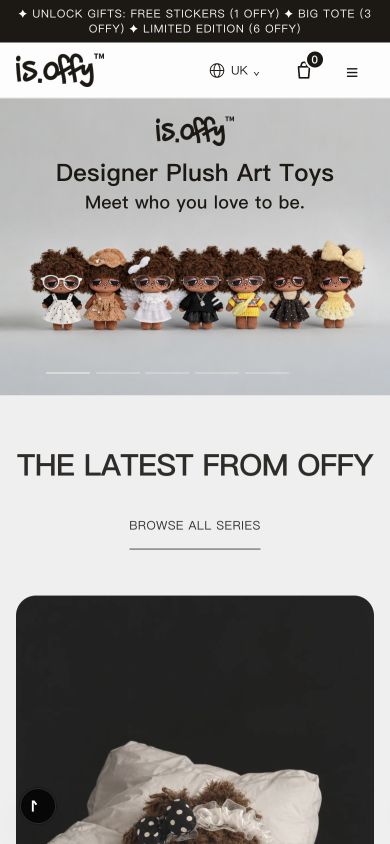 ✦ UNLOCK GIFTS: FREE STICKERS (1 OFFY) ✦ BIG TOTE (3
OFFY) ✦ LIMITED EDITION (6 OFFY)
is.offy™
UK
0
is.offy™
Designer Plush Art Toys
Meet who you love to be.
THE LATEST FROM OFFY
BROWSE ALL SERIES